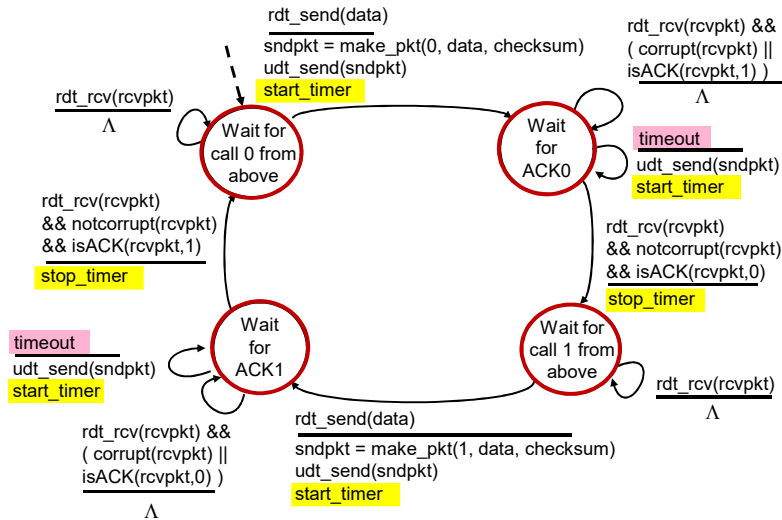 rdt_send(data)
sndpkt = make_pkt(0, data, checksum)
udt_send(sndpkt)
start_timer
rdt_rcv(rcvpkt) &&
( corrupt(rcvpkt) ||
isACK(rcvpkt,1) )
Λ
rdt_rcv(rcvpkt)
Λ
Wait for
call 0 from
above
Wait
for
ACK0
timeout
udt_send(sndpkt)
start_timer
rdt_rcv(rcvpkt)
&& notcorrupt(rcvpkt)
&& isACK(rcvpkt,1)
stop_timer
rdt_rcv(rcvpkt)
&& notcorrupt(rcvpkt)
&& isACK(rcvpkt,0)
stop_timer
timeout
udt_send(sndpkt)
start_timer
Wait
for
ACK1
Wait for
call 1 from
above
rdt_rcv(rcvpkt)
Λ
rdt_rcv(rcvpkt) &&
( corrupt(rcvpkt) ||
isACK(rcvpkt,0) )
Λ
rdt_send(data)
sndpkt = make_pkt(1, data, checksum)
udt_send(sndpkt)
start_timer